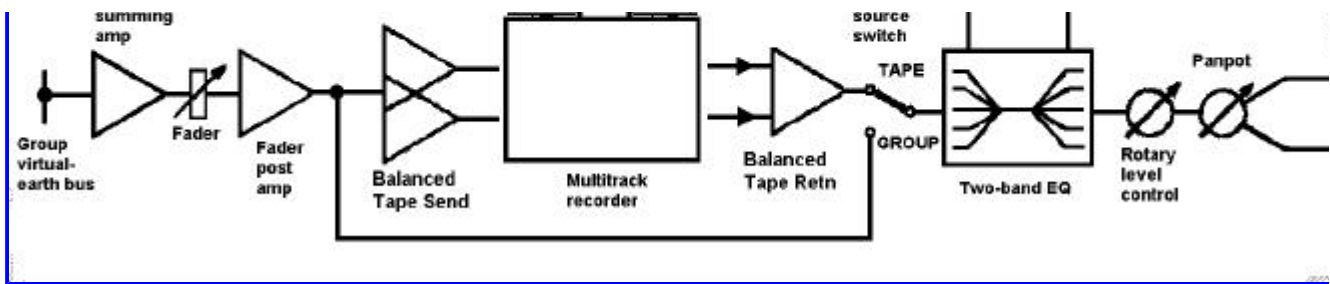 summing
amp
source
switch
TAPE
Panpot
Fader
GROUP
Group
virtual-
earth bus
Fader
post
amp
Balanced
Tape Send
Multitrack
recorder
Balanced
Tape Retn
Two-band EQ
Rotary
level
control